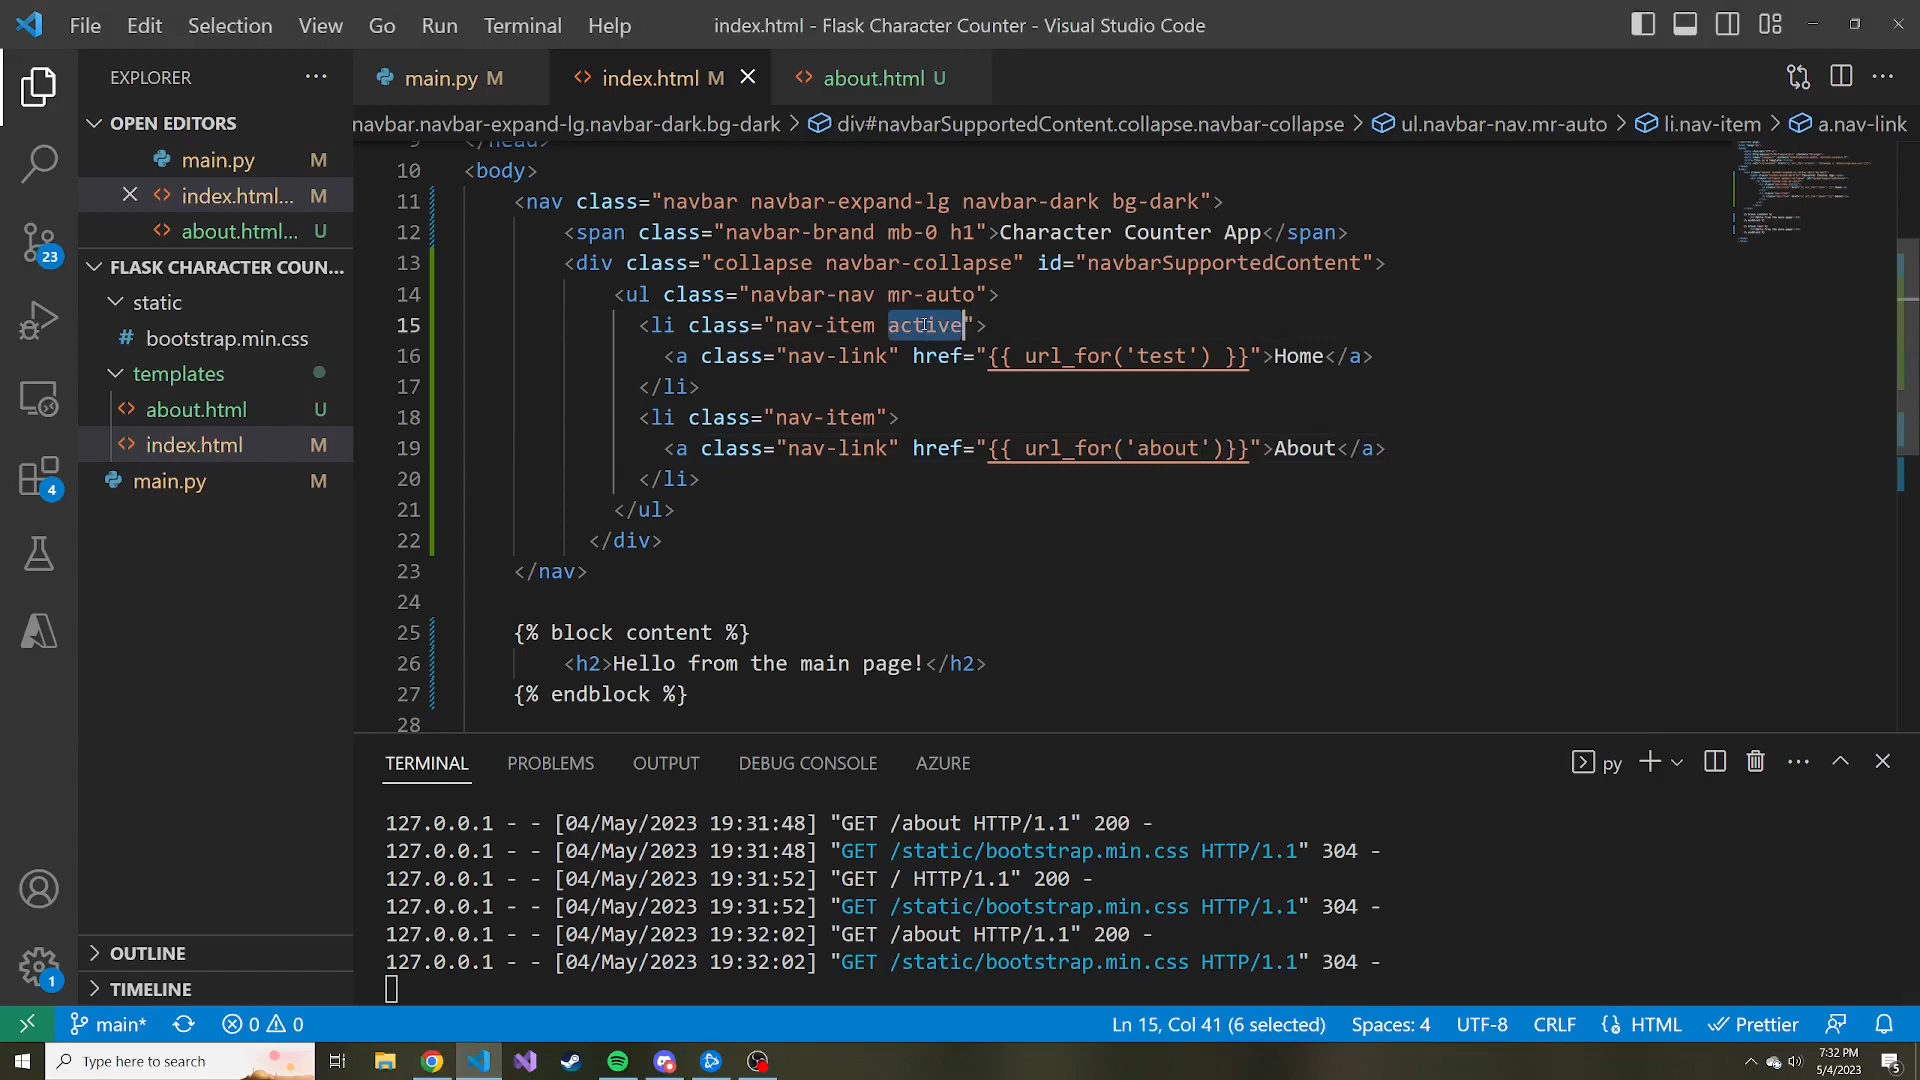 File Edit Selection View Go Run Terminal Help index.html - Flask Character Counter - Visual Studio Code
EXPLORER
main.py M
index.html M
about.html U
navbar.navbar-expand-lg.navbar-dark.bg-dark > div#navbarSupportedContent.collapse.navbar-collapse > ul.navbar-nav.mr-auto > li.nav-item > a.nav-link
OPEN EDITORS
main.py M
index.html... M
about.html... U
FLASK CHARACTER COUN...
static
# bootstrap.min.css
templates
about.html U
index.html M
main.py M
OUTLINE
TIMELINE
23
4
1
9 </head>
10 <body>
11 <nav class="navbar navbar-expand-lg navbar-dark bg-dark">
12 <span class="navbar-brand mb-0 h1">Character Counter App</span>
13 <div class="collapse navbar-collapse" id="navbarSupportedContent">
14 <ul class="navbar-nav mr-auto">
15 <li class="nav-item active">
16 <a class="nav-link" href="{{ url_for('test') }}">Home</a>
17 </li>
18 <li class="nav-item">
19 <a class="nav-link" href="{{ url_for('about')}}">About</a>
20 </li>
21 </ul>
22 </div>
23 </nav>
24
25 {% block content %}
26 <h2>Hello from the main page!</h2>
27 {% endblock %}
28
TERMINAL PROBLEMS OUTPUT DEBUG CONSOLE AZURE
py
127.0.0.1 - - [04/May/2023 19:31:48] "GET /about HTTP/1.1" 200 -
127.0.0.1 - - [04/May/2023 19:31:48] "GET /static/bootstrap.min.css HTTP/1.1" 304 -
127.0.0.1 - - [04/May/2023 19:31:52] "GET / HTTP/1.1" 200 -
127.0.0.1 - - [04/May/2023 19:31:52] "GET /static/bootstrap.min.css HTTP/1.1" 304 -
127.0.0.1 - - [04/May/2023 19:32:02] "GET /about HTTP/1.1" 200 -
127.0.0.1 - - [04/May/2023 19:32:02] "GET /static/bootstrap.min.css HTTP/1.1" 304 -
main* 0 0 Ln 15, Col 41 (6 selected) Spaces: 4 UTF-8 CRLF HTML Prettier
Type here to search
7:32 PM
5/4/2023
5